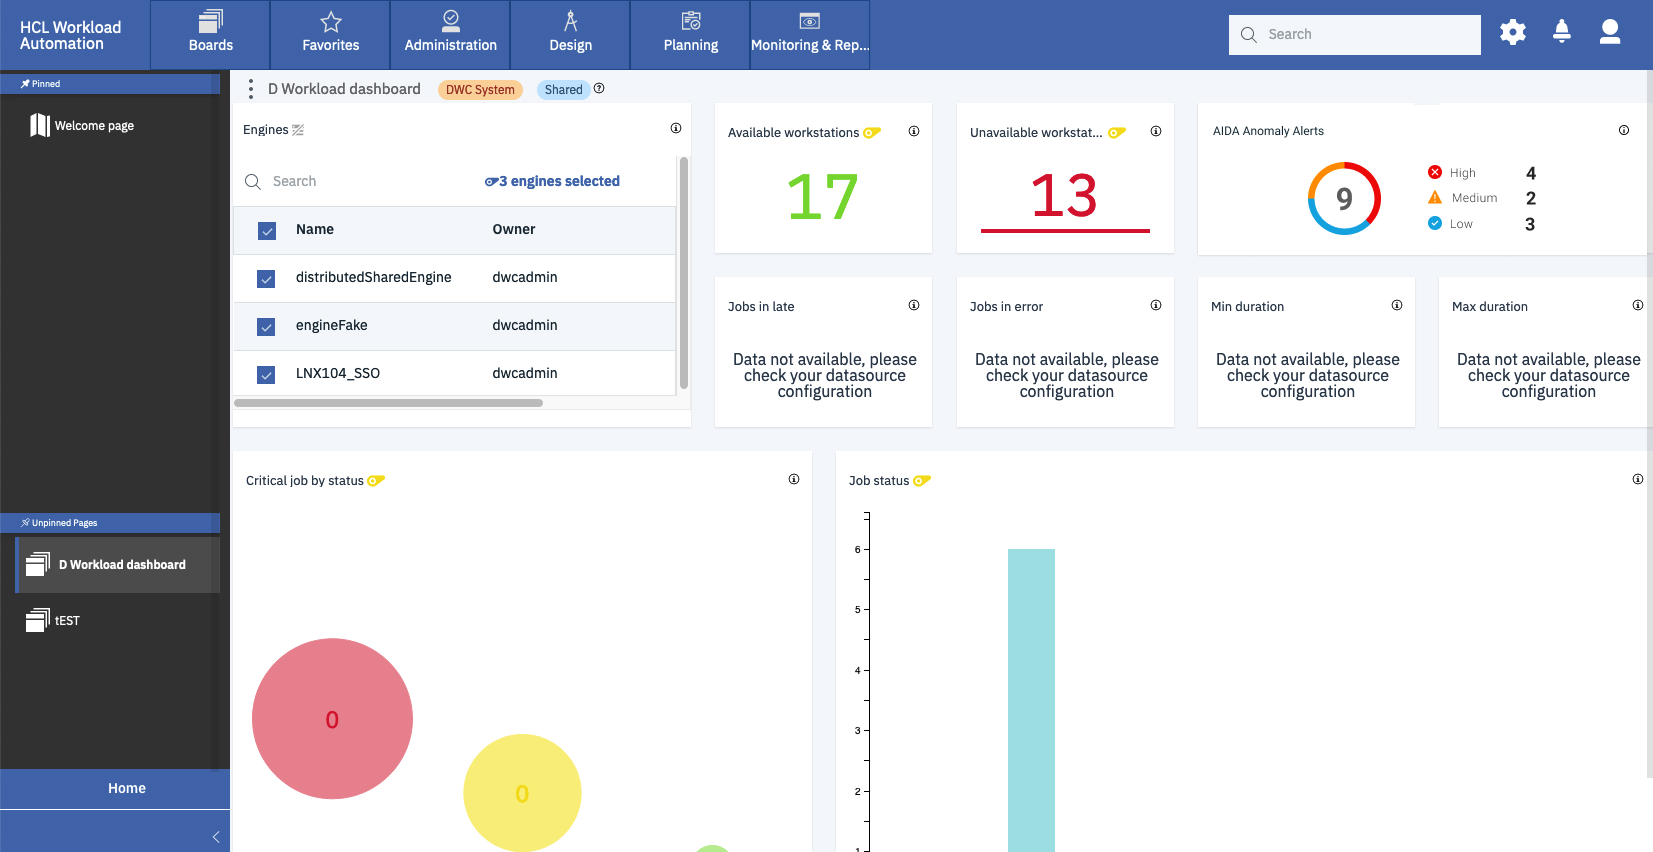 HCL Workload
Automation
Boards
Favorites
Administration
Design
Planning
Monitoring & Rep...
Search
Pinned
Welcome page
Unpinned Pages
D Workload dashboard
tEST
Home
D Workload dashboard
DWC System
Shared
Engines
Search
3 engines selected
Name Owner
distributedSharedEngine dwcadmin
engineFake dwcadmin
LNX104_SSO dwcadmin
Available workstations
17
Unavailable workstat...
13
AIDA Anomaly Alerts
9
High 4
Medium 2
Low 3
Jobs in late
Data not available, please
check your datasource
configuration
Jobs in error
Data not available, please
check your datasource
configuration
Min duration
Data not available, please
check your datasource
configuration
Max duration
Data not available, please
check your datasource
configuration
Critical job by status
0
0
Job status
6
5
4
3
2
1